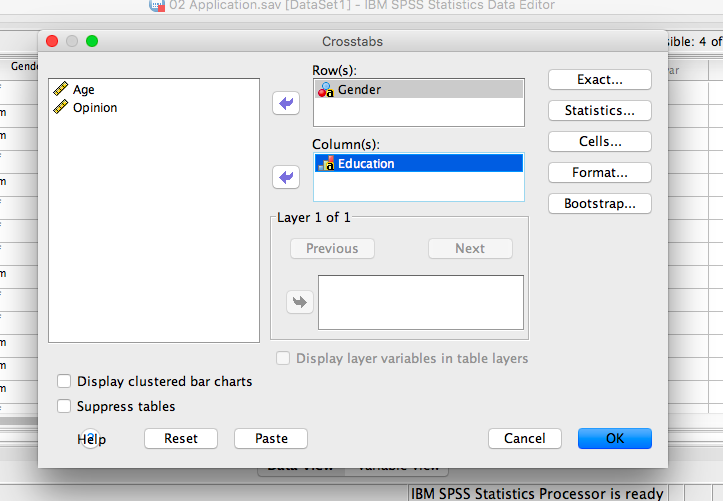 02 Application.sav [DataSet1] - IBM SPSS Statistics Data Editor
Crosstabs
Age
Opinion
Row(s):
Gender
Column(s):
Education
Layer 1 of 1
Previous
Next
Display layer variables in table layers
Exact...
Statistics...
Cells...
Format...
Bootstrap...
Display clustered bar charts
Suppress tables
Help
Reset
Paste
Cancel
OK
sible: 4 of
Gende
var
m
m
m
m
m
m
m
Data View
Variable View
IBM SPSS Statistics Processor is ready